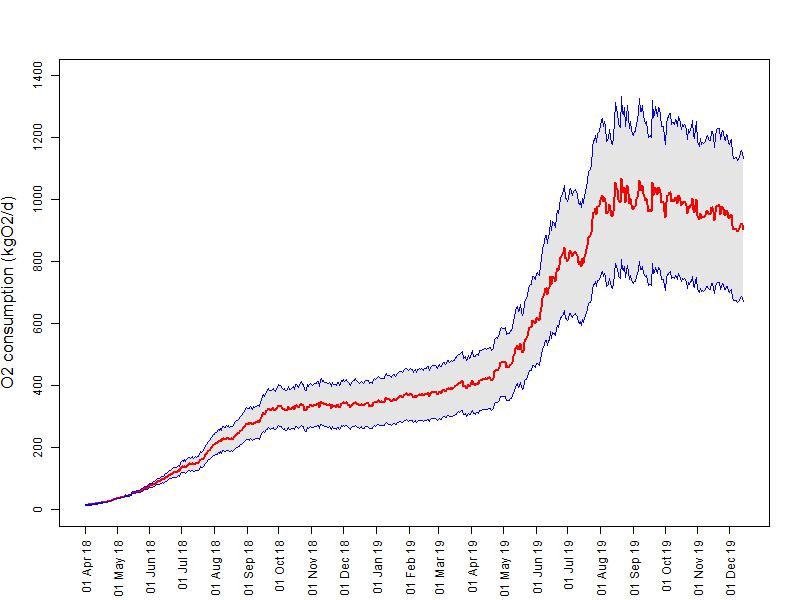 O2 consumption (kgO2/d)
1400
1200
1000
800
600
400
200
0
01 Apr 18
01 May 18
01 Jun 18
01 Jul 18
01 Aug 18
01 Sep 18
01 Oct 18
01 Nov 18
01 Dec 18
01 Jan 19
01 Feb 19
01 Mar 19
01 Apr 19
01 May 19
01 Jun 19
01 Jul 19
01 Aug 19
01 Sep 19
01 Oct 19
01 Nov 19
01 Dec 19